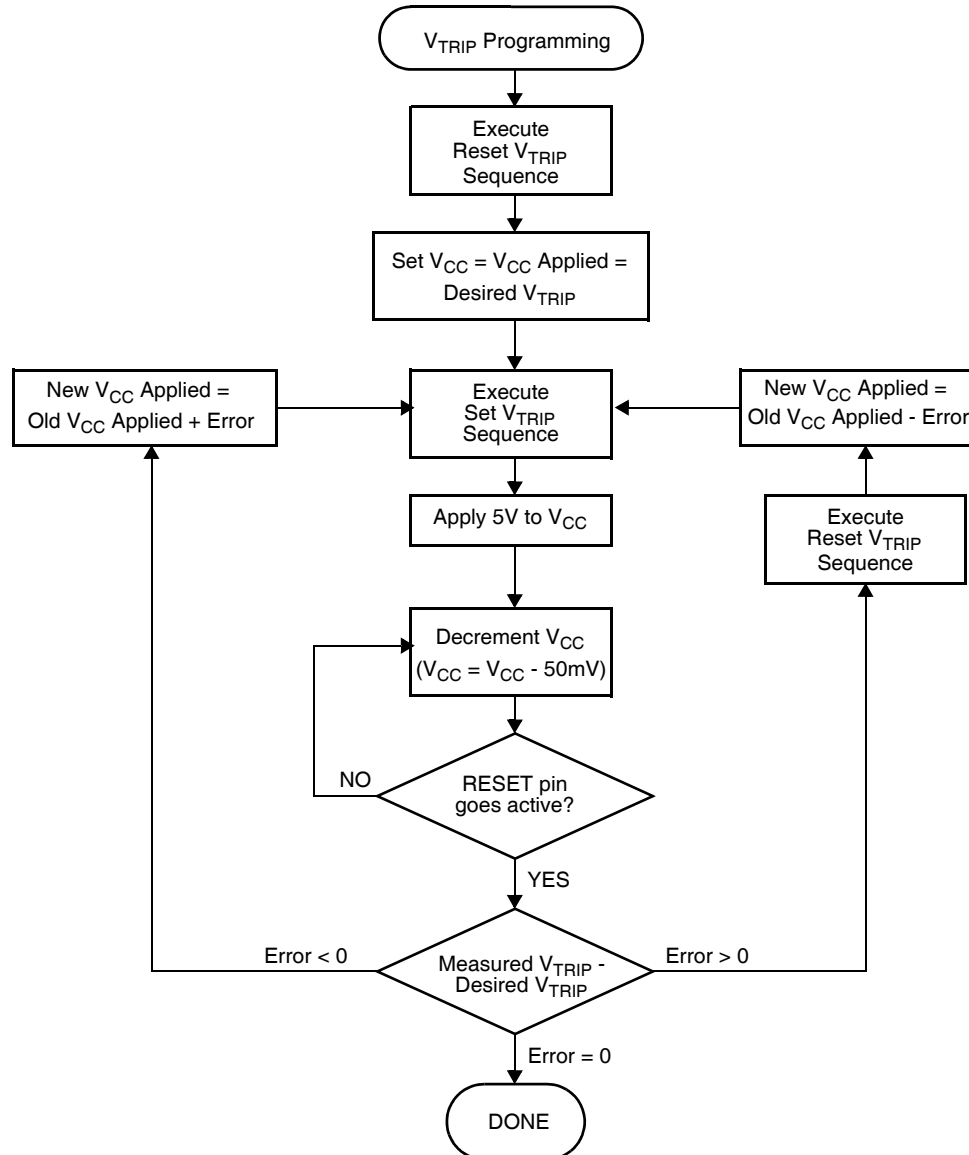 V_TRIP Programming
Execute
Reset V_TRIP
Sequence
Set V_CC = V_CC Applied =
Desired V_TRIP
New V_CC Applied =
Old V_CC Applied + Error
Execute
Set V_TRIP
Sequence
New V_CC Applied =
Old V_CC Applied - Error
Apply 5V to V_CC
Execute
Reset V_TRIP
Sequence
Decrement V_CC
(V_CC = V_CC - 50mV)
NO
RESET pin
goes active?
YES
Error < 0
Measured V_TRIP -
Desired V_TRIP
Error > 0
Error = 0
DONE